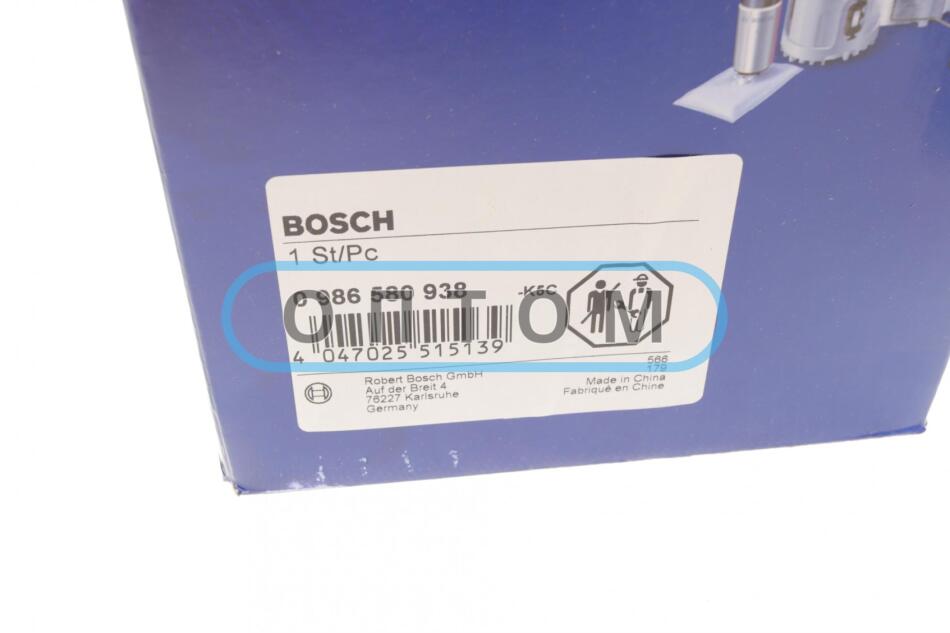 BOSCH
1 St/Pc
0 986 580 938 -K5C
ОПТОМ
4 047025 515139
566
179
Robert Bosch GmbH
Auf der Breit 4
76227 Karlsruhe
Germany
Made in China
Fabriqué en Chine